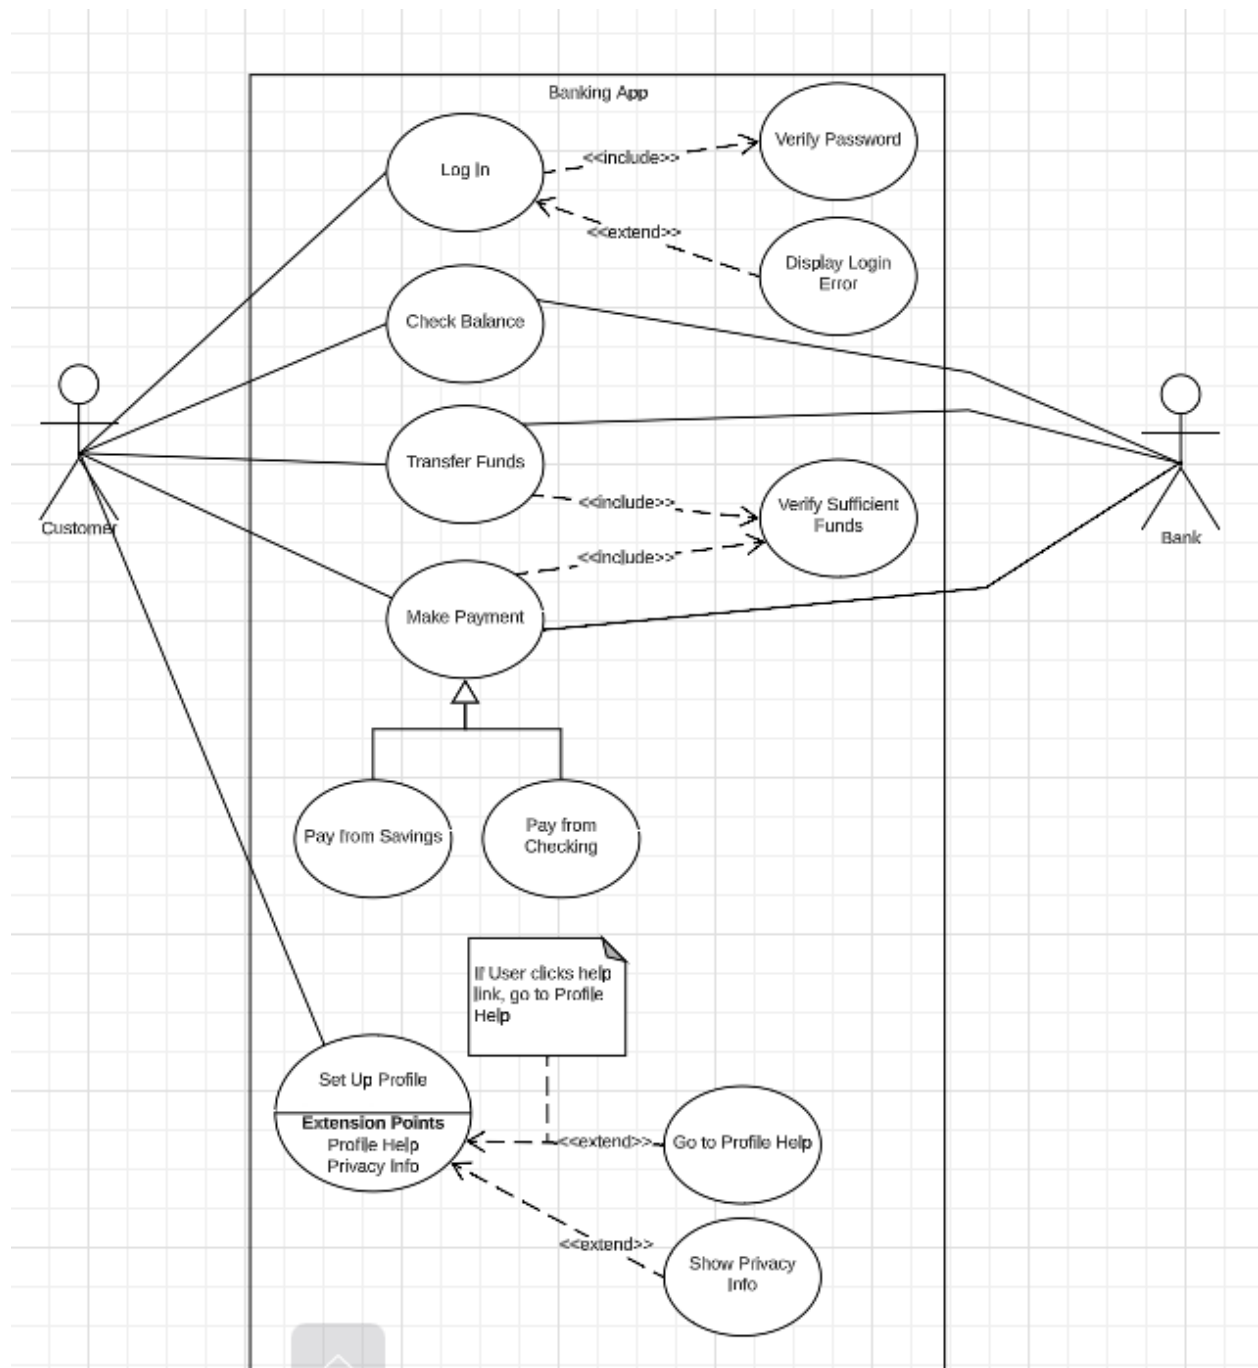 Banking App
Log In
<<include>>
Verify Password
<<extend>>
Display Login
Error
Check Balance
Customer
Transfer Funds
<<include>>
Verify Sufficient
Funds
<<include>>
Bank
Make Payment
Pay from Savings
Pay from
Checking
If User clicks help
link, go to Profile
Help
Set Up Profile
Extension Points
Profile Help
Privacy Info
<<extend>>
Go to Profile Help
<<extend>>
Show Privacy
Info